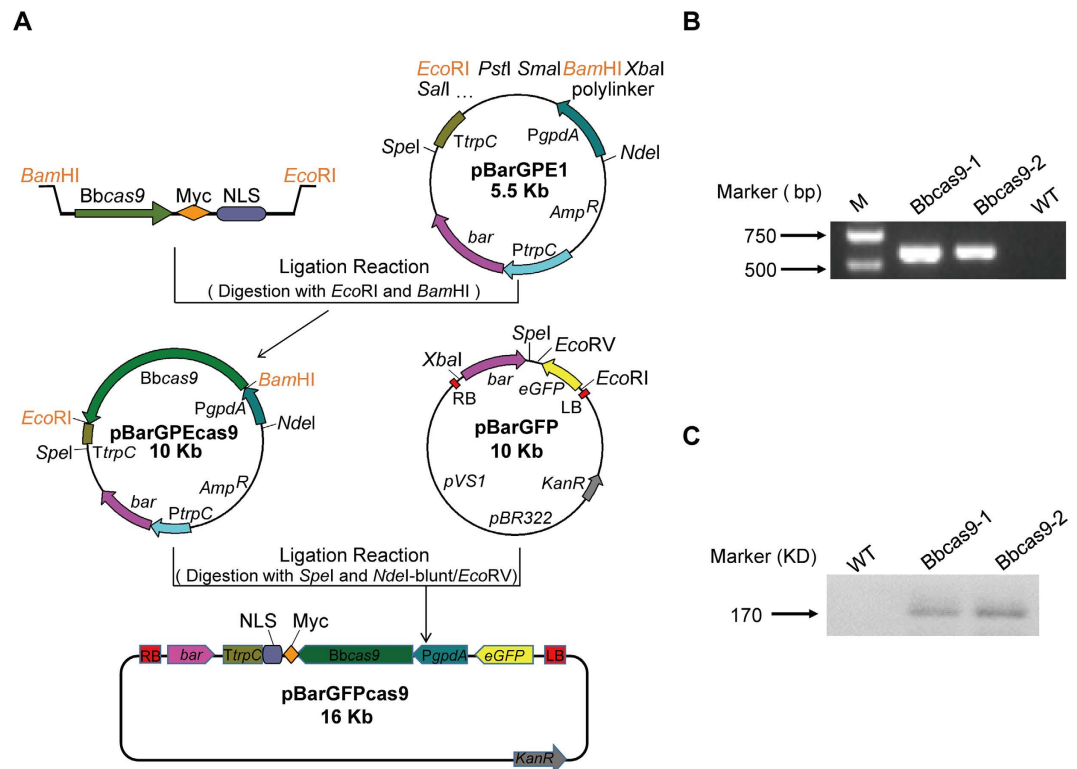 A
EcoRI PstI SmaI BamHI XbaI
SalI ... polylinker
TtrpC
PgpdA
SpeI
NdeI
pBarGPE1
5.5 Kb
AmpR
bar
PtrpC
BamHI
EcoRI
Bbcas9
Myc
NLS
Ligation Reaction
( Digestion with EcoRI and BamHI )
Bbcas9
BamHI
PgpdA
EcoRI
NdeI
pBarGPEcas9
10 Kb
SpeI
TtrpC
AmpR
bar
PtrpC
SpeI
EcoRV
XbaI
bar
eGFP
EcoRI
RB
LB
pBarGFP
10 Kb
pVS1
KanR
pBR322
Ligation Reaction
( Digestion with SpeI and NdeI-blunt/EcoRV)
NLS Myc
RB bar TtrpC Bbcas9 PgpdA eGFP LB
pBarGFPcas9
16 Kb
KanR
B
Marker ( bp)
M
Bbcas9-1
Bbcas9-2
WT
750
500
C
Marker (KD)
WT
Bbcas9-1
Bbcas9-2
170